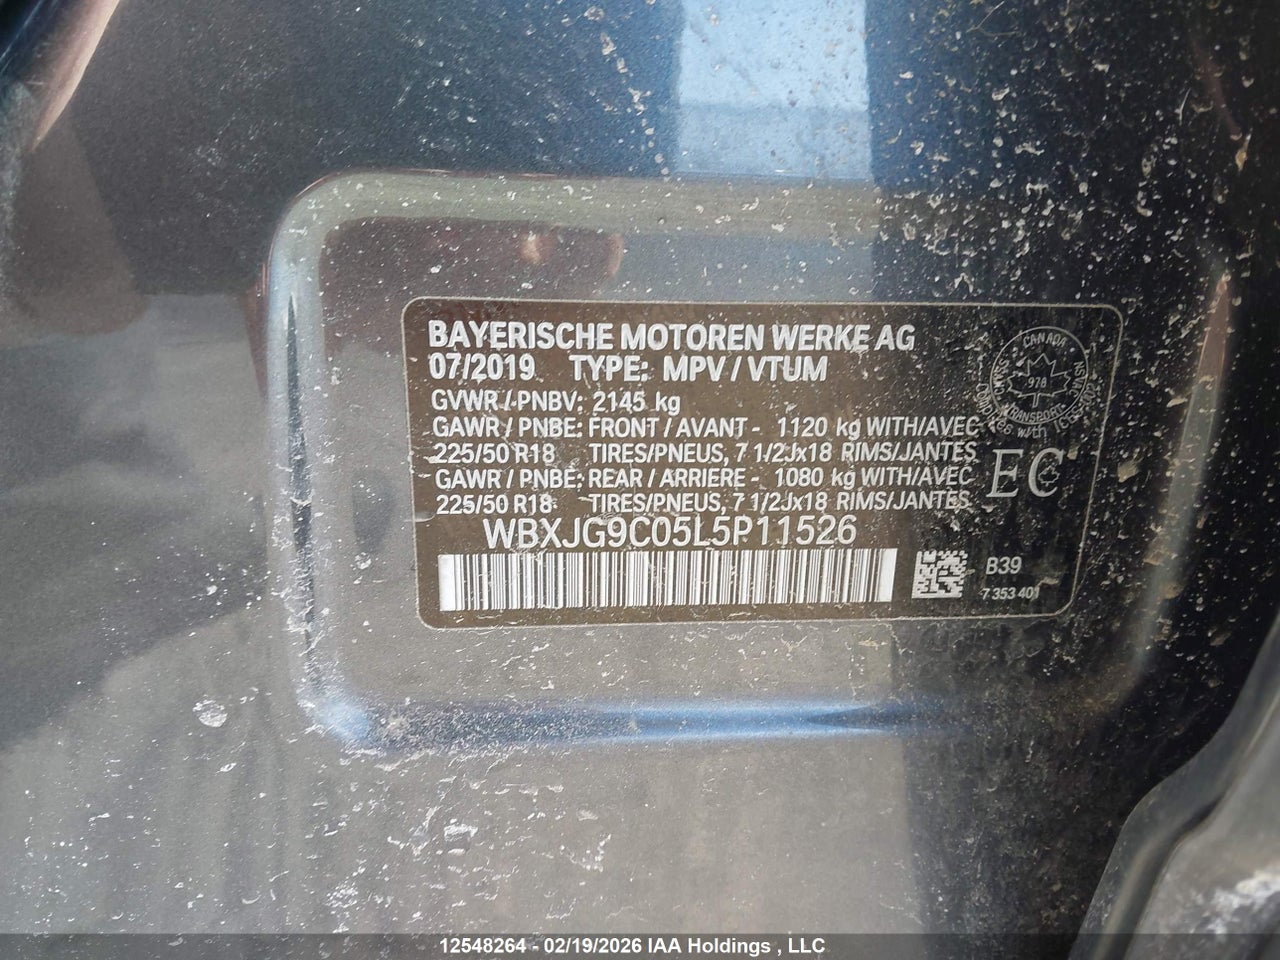 BAYERISCHE MOTOREN WERKE AG
07/2019 TYPE: MPV / VTUM
GVWR / PNBV: 2145 kg
GAWR / PNBE: FRONT / AVANT - 1120 kg WITH/AVEC
225/50 R18 TIRES/PNEUS, 7 1/2Jx18 RIMS/JANTES
GAWR / PNBE: REAR / ARRIERE - 1080 kg WITH/AVEC
225/50 R18 TIRES/PNEUS, 7 1/2Jx18 RIMS/JANTES
WBXJG9C05L5P11526
CANADA
978
TRANSPORT
EC
B39
7 353 401
12548264 - 02/19/2026 IAA Holdings , LLC